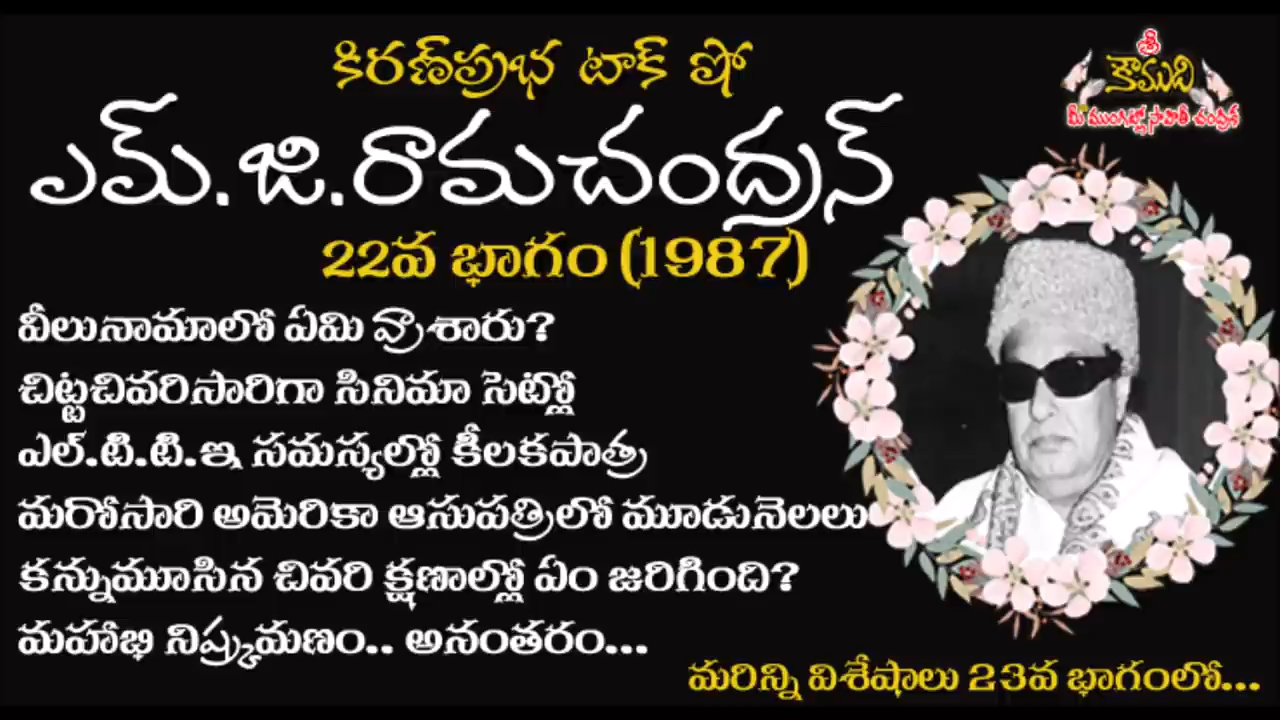 కిరణ్‌ప్రభ టాక్ షో
శ్రీ
కౌముది
మీ ముంగిట్లో సాహితీ చంద్రిక
ఎమ్.జి.రామచంద్రన్
22వ భాగం (1987)
వీలునామాలో ఏమి వ్రాశారు?
చిట్టచివరిసారిగా సినిమా సెట్లో
ఎల్.టి.టి.ఇ సమస్యల్లో కీలకపాత్ర
మరోసారి అమెరికా ఆసుపత్రిలో మూడునెలలు
కన్నుమూసిన చివరి క్షణాల్లో ఏం జరిగింది?
మహాభి నిష్క్రమణం.. అనంతరం...
మరిన్ని విశేషాలు 23వ భాగంలో...